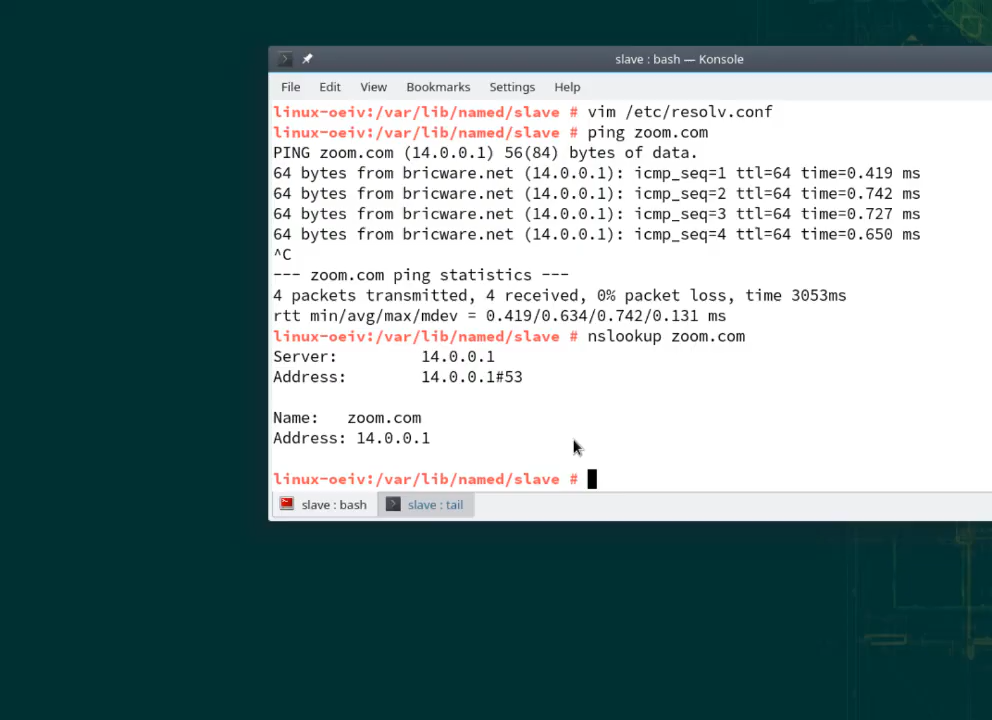 slave : bash — Konsole
File Edit View Bookmarks Settings Help
linux-oeiv:/var/lib/named/slave # vim /etc/resolv.conf
linux-oeiv:/var/lib/named/slave # ping zoom.com
PING zoom.com (14.0.0.1) 56(84) bytes of data.
64 bytes from bricware.net (14.0.0.1): icmp_seq=1 ttl=64 time=0.419 ms
64 bytes from bricware.net (14.0.0.1): icmp_seq=2 ttl=64 time=0.742 ms
64 bytes from bricware.net (14.0.0.1): icmp_seq=3 ttl=64 time=0.727 ms
64 bytes from bricware.net (14.0.0.1): icmp_seq=4 ttl=64 time=0.650 ms
^C
--- zoom.com ping statistics ---
4 packets transmitted, 4 received, 0% packet loss, time 3053ms
rtt min/avg/max/mdev = 0.419/0.634/0.742/0.131 ms
linux-oeiv:/var/lib/named/slave # nslookup zoom.com
Server: 14.0.0.1
Address: 14.0.0.1#53
Name: zoom.com
Address: 14.0.0.1
linux-oeiv:/var/lib/named/slave #
slave : bash slave : tail